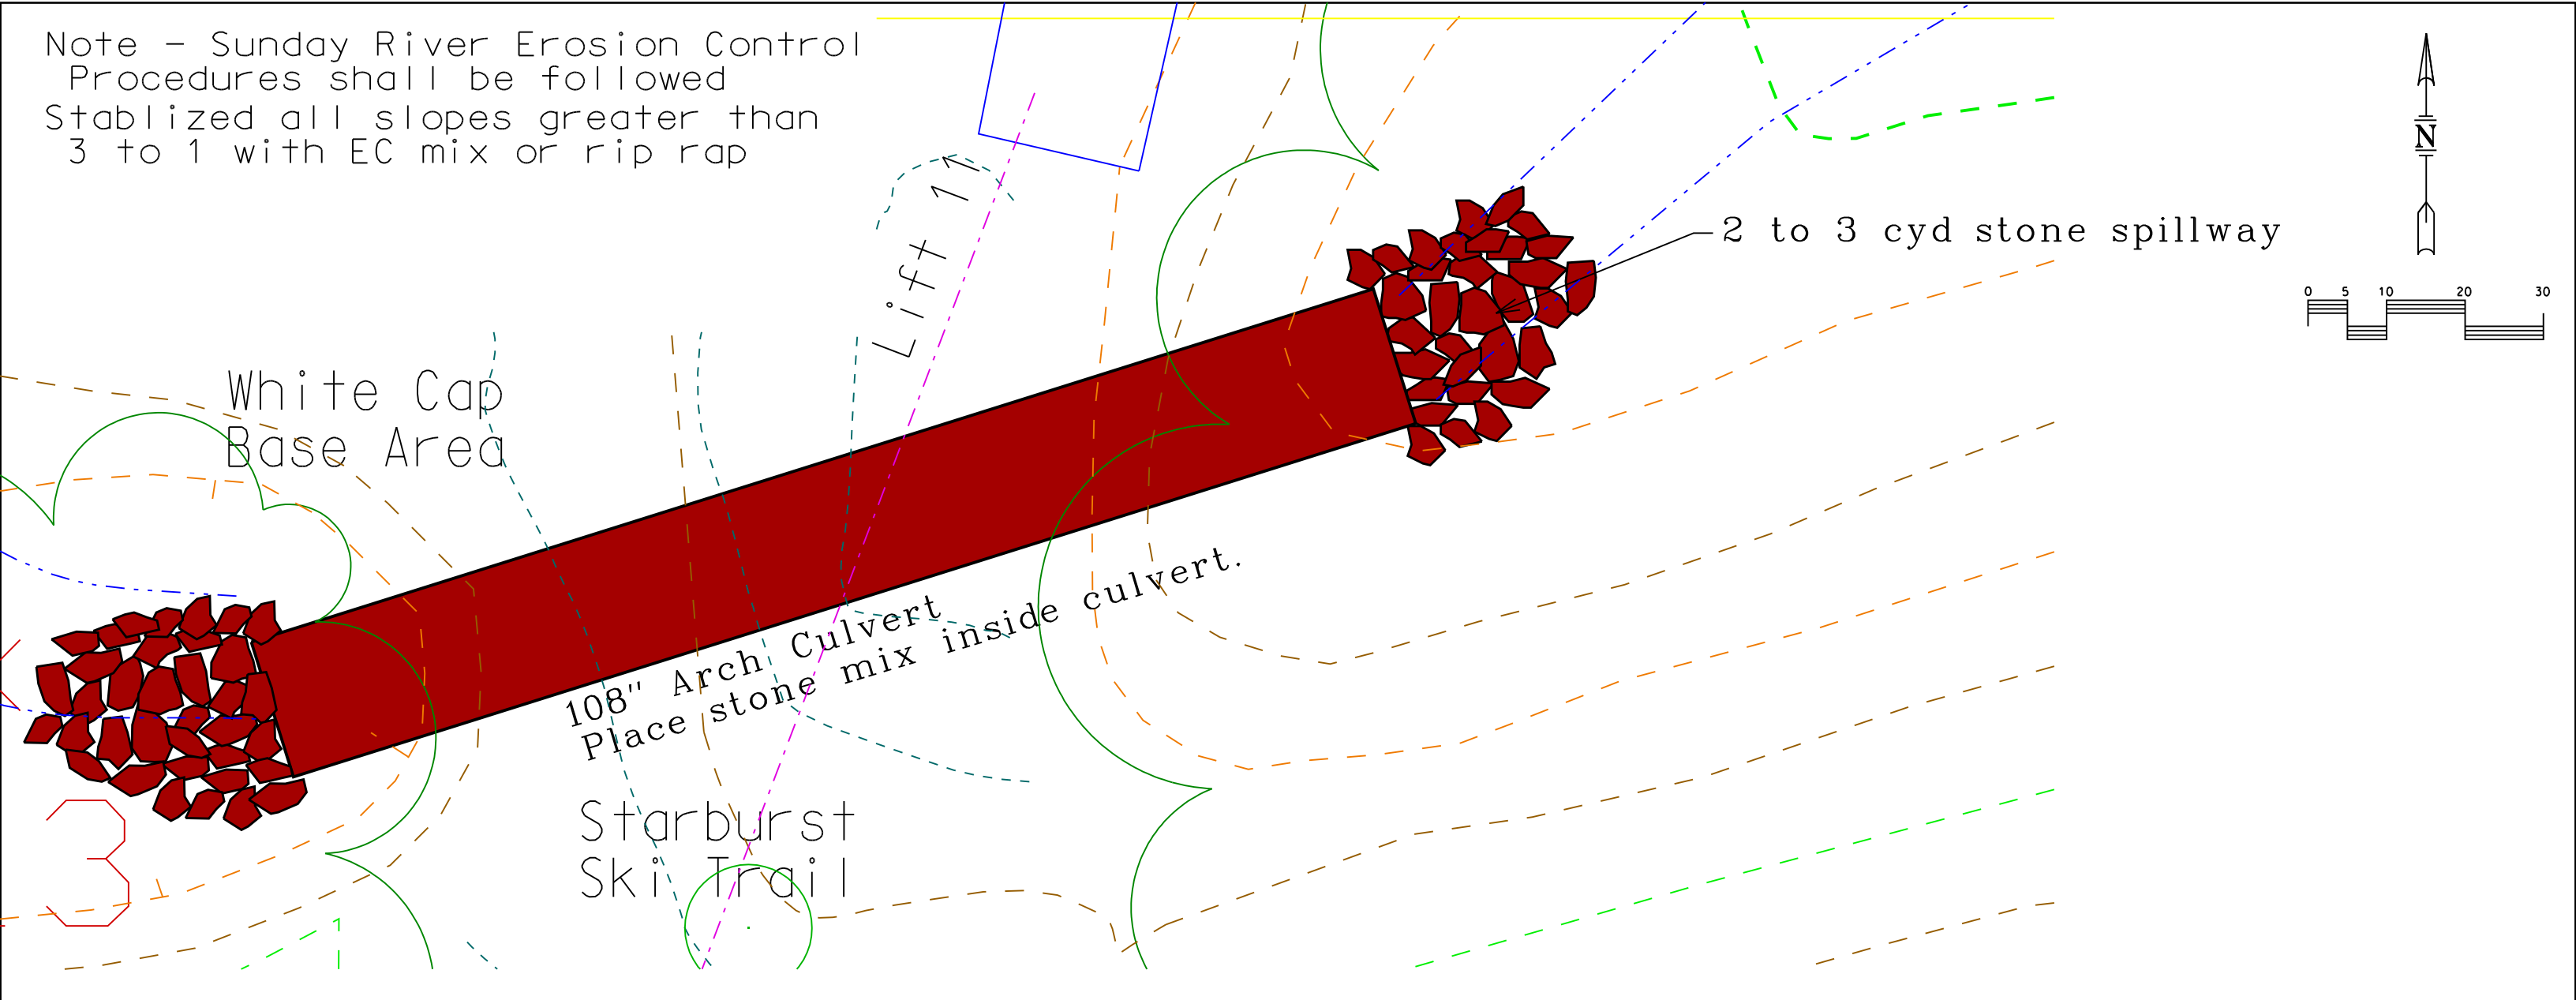 Note - Sunday River Erosion Control
Procedures shall be followed
Stablized all slopes greater than
3 to 1 with EC mix or rip rap
Lift 11
N
2 to 3 cyd stone spillway
0 5 10 20 30
White Cap
Base Area
108" Arch Culvert
Place stone mix inside culvert.
Starburst
Ski Trail
3